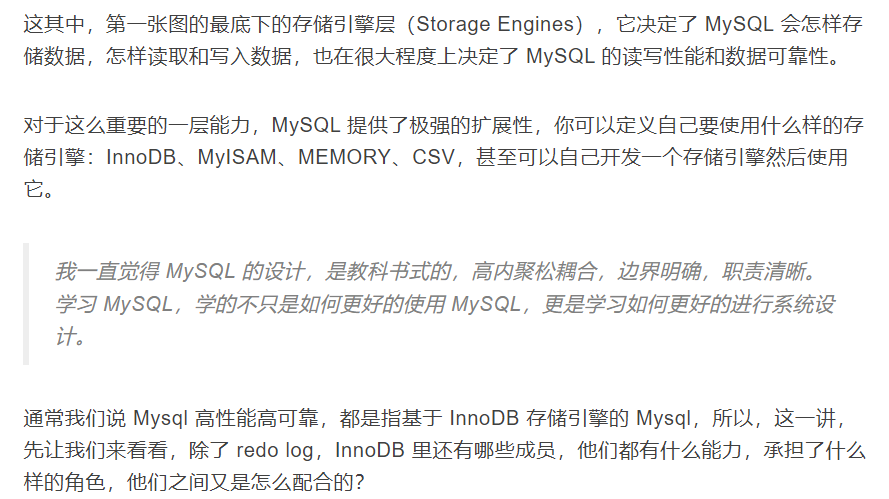 这其中，第一张图的最底下的存储引擎层（Storage Engines），它决定了 MySQL 会怎样存
储数据，怎样读取和写入数据，也在很大程度上决定了 MySQL 的读写性能和数据可靠性。
对于这么重要的一层能力，MySQL 提供了极强的扩展性，你可以定义自己要使用什么样的存
储引擎：InnoDB、MyISAM、MEMORY、CSV，甚至可以自己开发一个存储引擎然后使用
它。
我一直觉得 MySQL 的设计，是教科书式的，高内聚松耦合，边界明确，职责清晰。
学习 MySQL，学的不只是如何更好的使用 MySQL，更是学习如何更好的进行系统设
计。
通常我们说 Mysql 高性能高可靠，都是指基于 InnoDB 存储引擎的 Mysql，所以，这一讲，
先让我们来看看，除了 redo log，InnoDB 里还有哪些成员，他们都有什么能力，承担了什么
样的角色，他们之间又是怎么配合的？